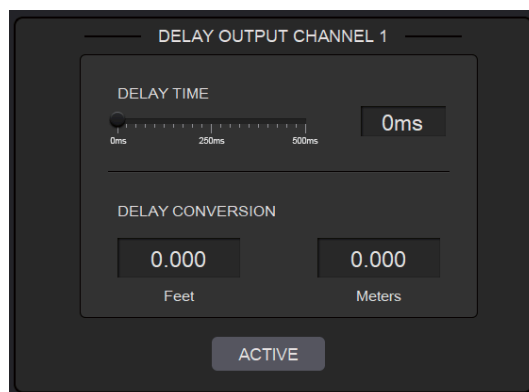 DELAY OUTPUT CHANNEL 1
DELAY TIME
0ms
0ms 250ms 500ms
DELAY CONVERSION
0.000 0.000
Feet Meters
ACTIVE